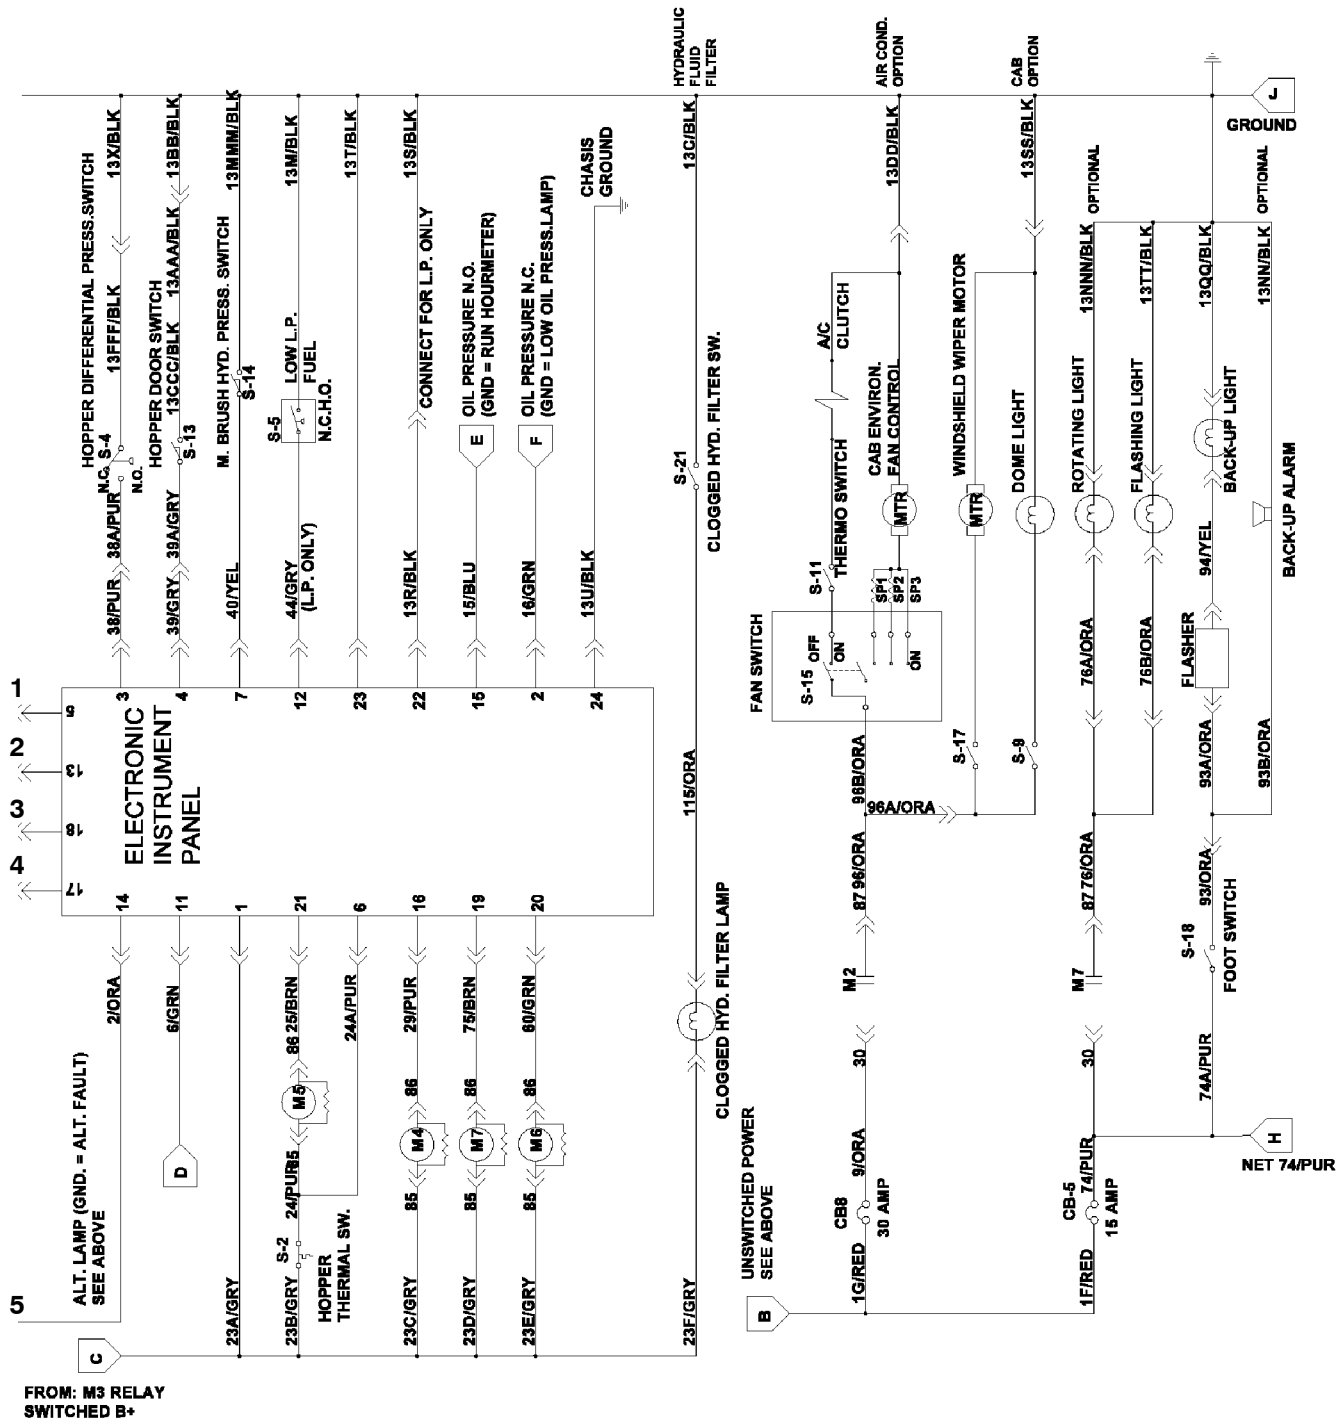 HYDRAULIC
FLUID
FILTER
AIR COND.
OPTION
CAB
OPTION
J
GROUND
HOPPER DIFFERENTIAL PRESS.SWITCH
13X/BLK
13FFF/BLK
S-4
N.C.
N.O.
38A/PUR
38/PUR
HOPPER DOOR SWITCH
13BB/BLK
13AAA/BLK
13CCC/BLK
S-13
39A/GRY
39/GRY
M. BRUSH HYD. PRESS. SWITCH
13MMM/BLK
S-14
40/YEL
13M/BLK
LOW L.P.
FUEL
S-5
N.C.H.O.
44/GRY
(L.P. ONLY)
13T/BLK
13S/BLK
CONNECT FOR L.P. ONLY
13R/BLK
OIL PRESSURE N.O.
(GND = RUN HOURMETER)
E
15/BLU
OIL PRESSURE N.C.
(GND = LOW OIL PRESS.LAMP)
F
16/GRN
CHASIS
GROUND
13U/BLK
13C/BLK
S-21
CLOGGED HYD. FILTER SW.
115/ORA
CLOGGED HYD. FILTER LAMP
23F/GRY
13DD/BLK
A/C
CLUTCH
THERMO SWITCH
S-11
CAB ENVIRON.
FAN CONTROL
MTR
SP1
SP2
SP3
FAN SWITCH
S-15
OFF
ON
ON
96B/ORA
96A/ORA
13SS/BLK
WINDSHIELD WIPER MOTOR
MTR
S-17
DOME LIGHT
S-9
OPTIONAL
13NNN/BLK
ROTATING LIGHT
76A/ORA
13TT/BLK
FLASHING LIGHT
76B/ORA
13QQ/BLK
BACK-UP LIGHT
94/YEL
FLASHER
93A/ORA
OPTIONAL
13NN/BLK
BACK-UP ALARM
93B/ORA
1
2
3
4
5
5
13
18
17
3
4
7
12
23
22
15
2
24
ELECTRONIC
INSTRUMENT
PANEL
14
11
1
21
6
16
19
20
2/ORA
ALT. LAMP (GND. = ALT. FAULT)
SEE ABOVE
6/GRN
D
23A/GRY
25/BRN
86
M5
85
24/PUR
S-2
HOPPER
THERMAL SW.
23B/GRY
24A/PUR
29/PUR
86
M4
85
23C/GRY
75/BRN
86
M7
85
23D/GRY
60/GRN
86
M6
85
23E/GRY
C
FROM: M3 RELAY
SWITCHED B+
UNSWITCHED POWER
SEE ABOVE
B
96/ORA
87
M2
30
9/ORA
CB8
30 AMP
1G/RED
76/ORA
87
M7
30
74/PUR
CB-5
15 AMP
1F/RED
93/ORA
S-18
FOOT SWITCH
74A/PUR
H
NET 74/PUR